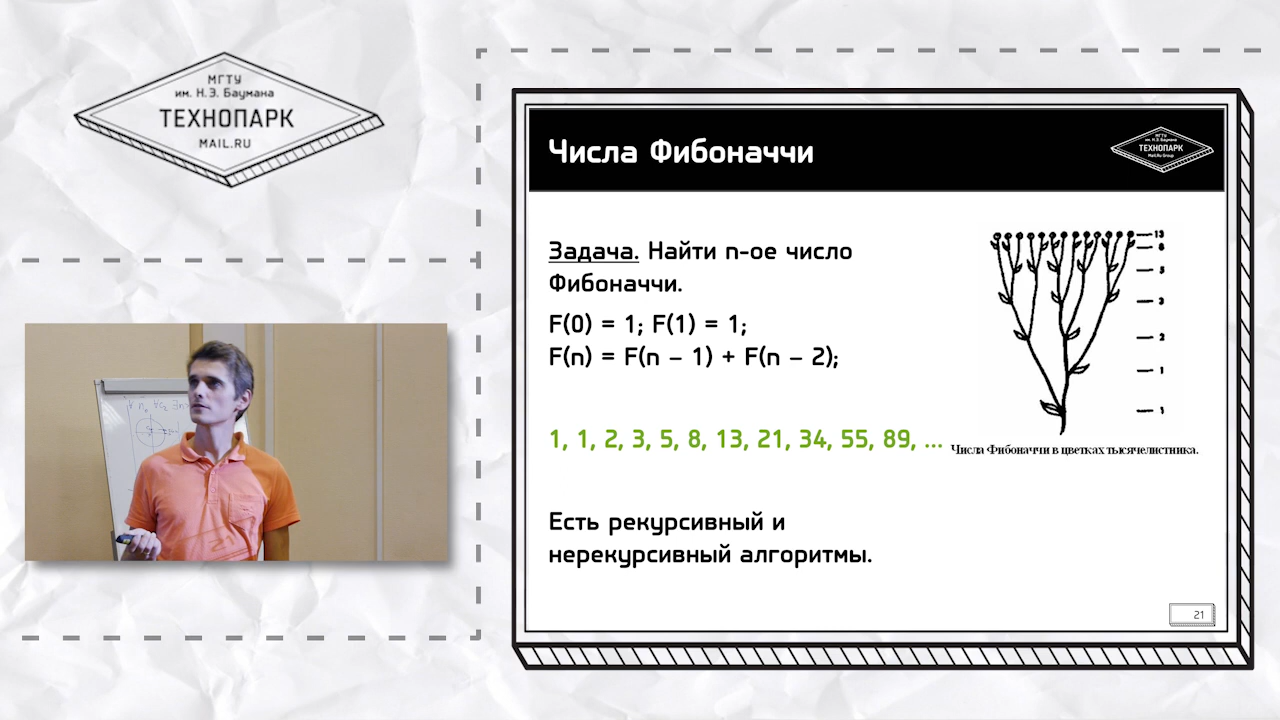 МГТУ
им. Н.Э. Баумана
ТЕХНОПАРК
MAIL.RU
Числа Фибоначчи
МГТУ
им. Н.Э. Баумана
ТЕХНОПАРК
Mail.Ru Group
Задача. Найти n-ое число
Фибоначчи.
F(0) = 1; F(1) = 1;
F(n) = F(n – 1) + F(n – 2);
1, 1, 2, 3, 5, 8, 13, 21, 34, 55, 89, ...
13
8
5
3
2
1
1
Числа Фибоначчи в цветках тысячелистника.
Есть рекурсивный и
нерекурсивный алгоритмы.
21